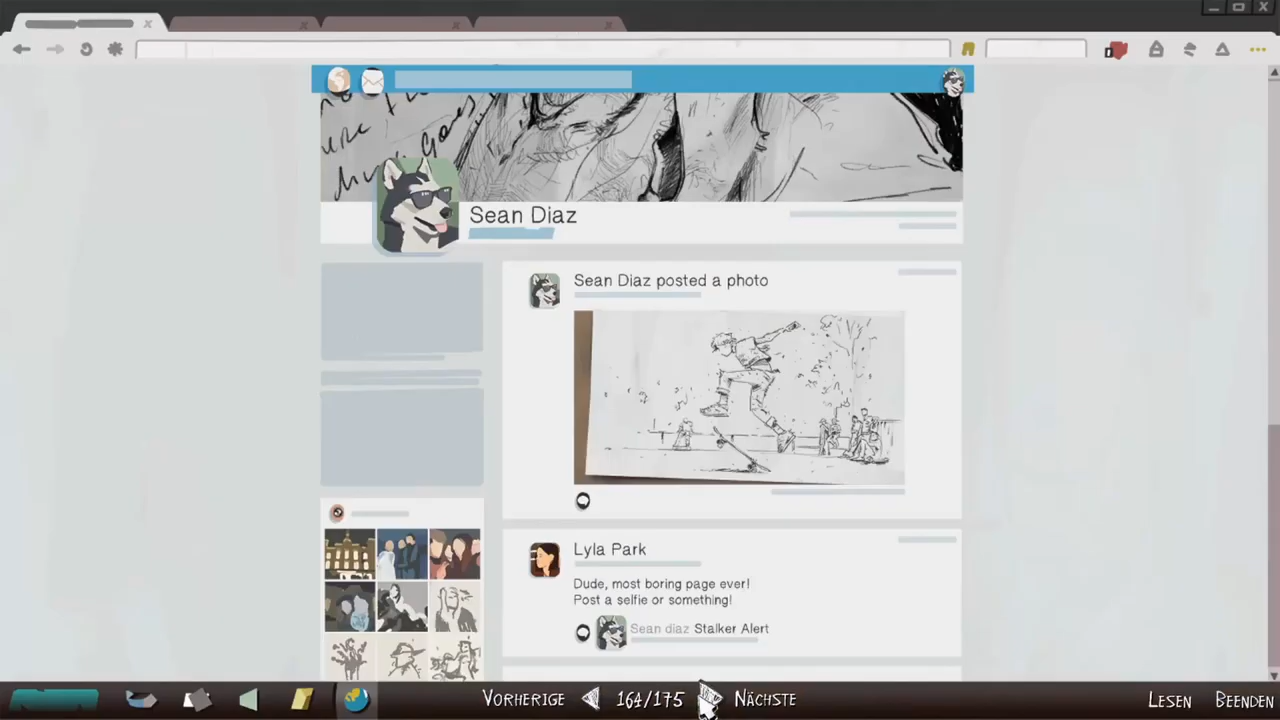 Sean Diaz
Sean Diaz posted a photo
Lyla Park
Dude, most boring page ever!
Post a selfie or something!
Sean diaz Stalker Alert
VORHERIGE 164/175 NÄCHSTE
LESEN BEENDEN